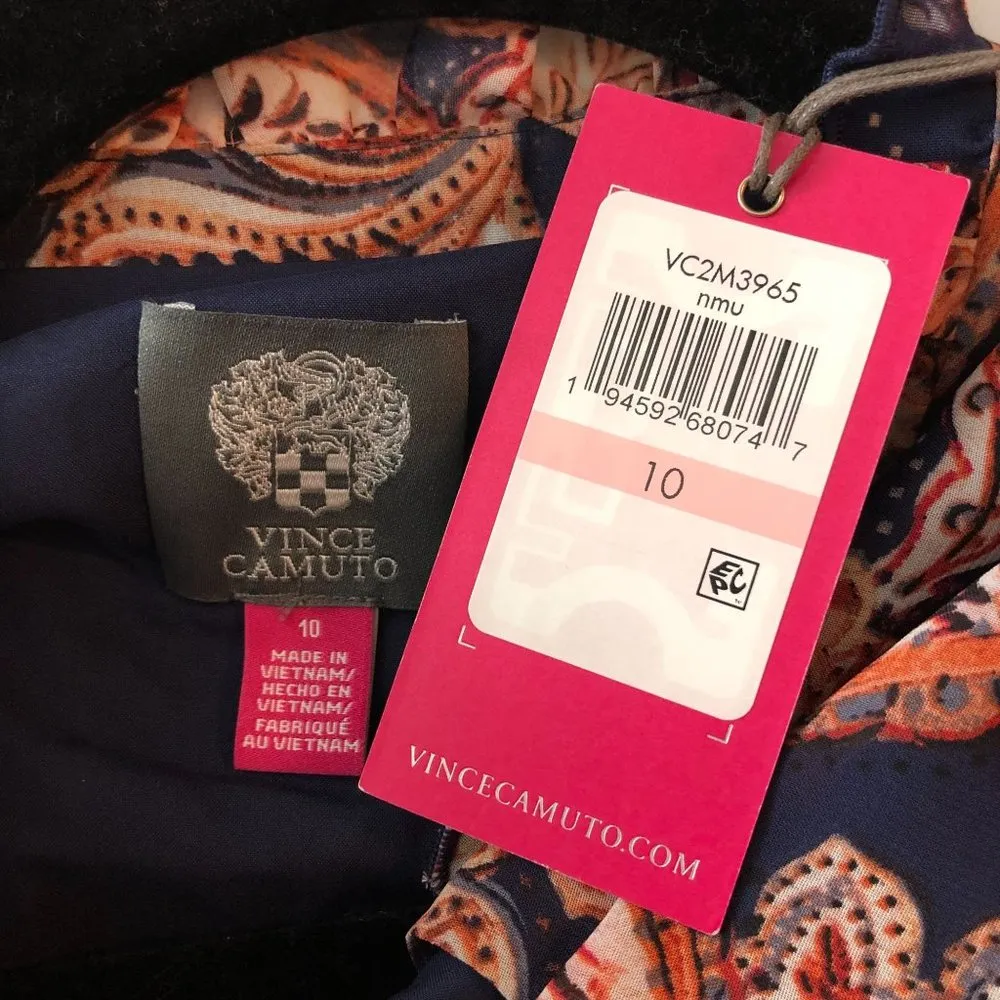 VINCE
CAMUTO
10
MADE IN
VIETNAM/
HECHO EN
VIETNAM/
FABRIQUÉ
AU VIETNAM
VC2M3965
nmu
1 94592 68074 7
10
EPC
VINCECAMUTO.COM